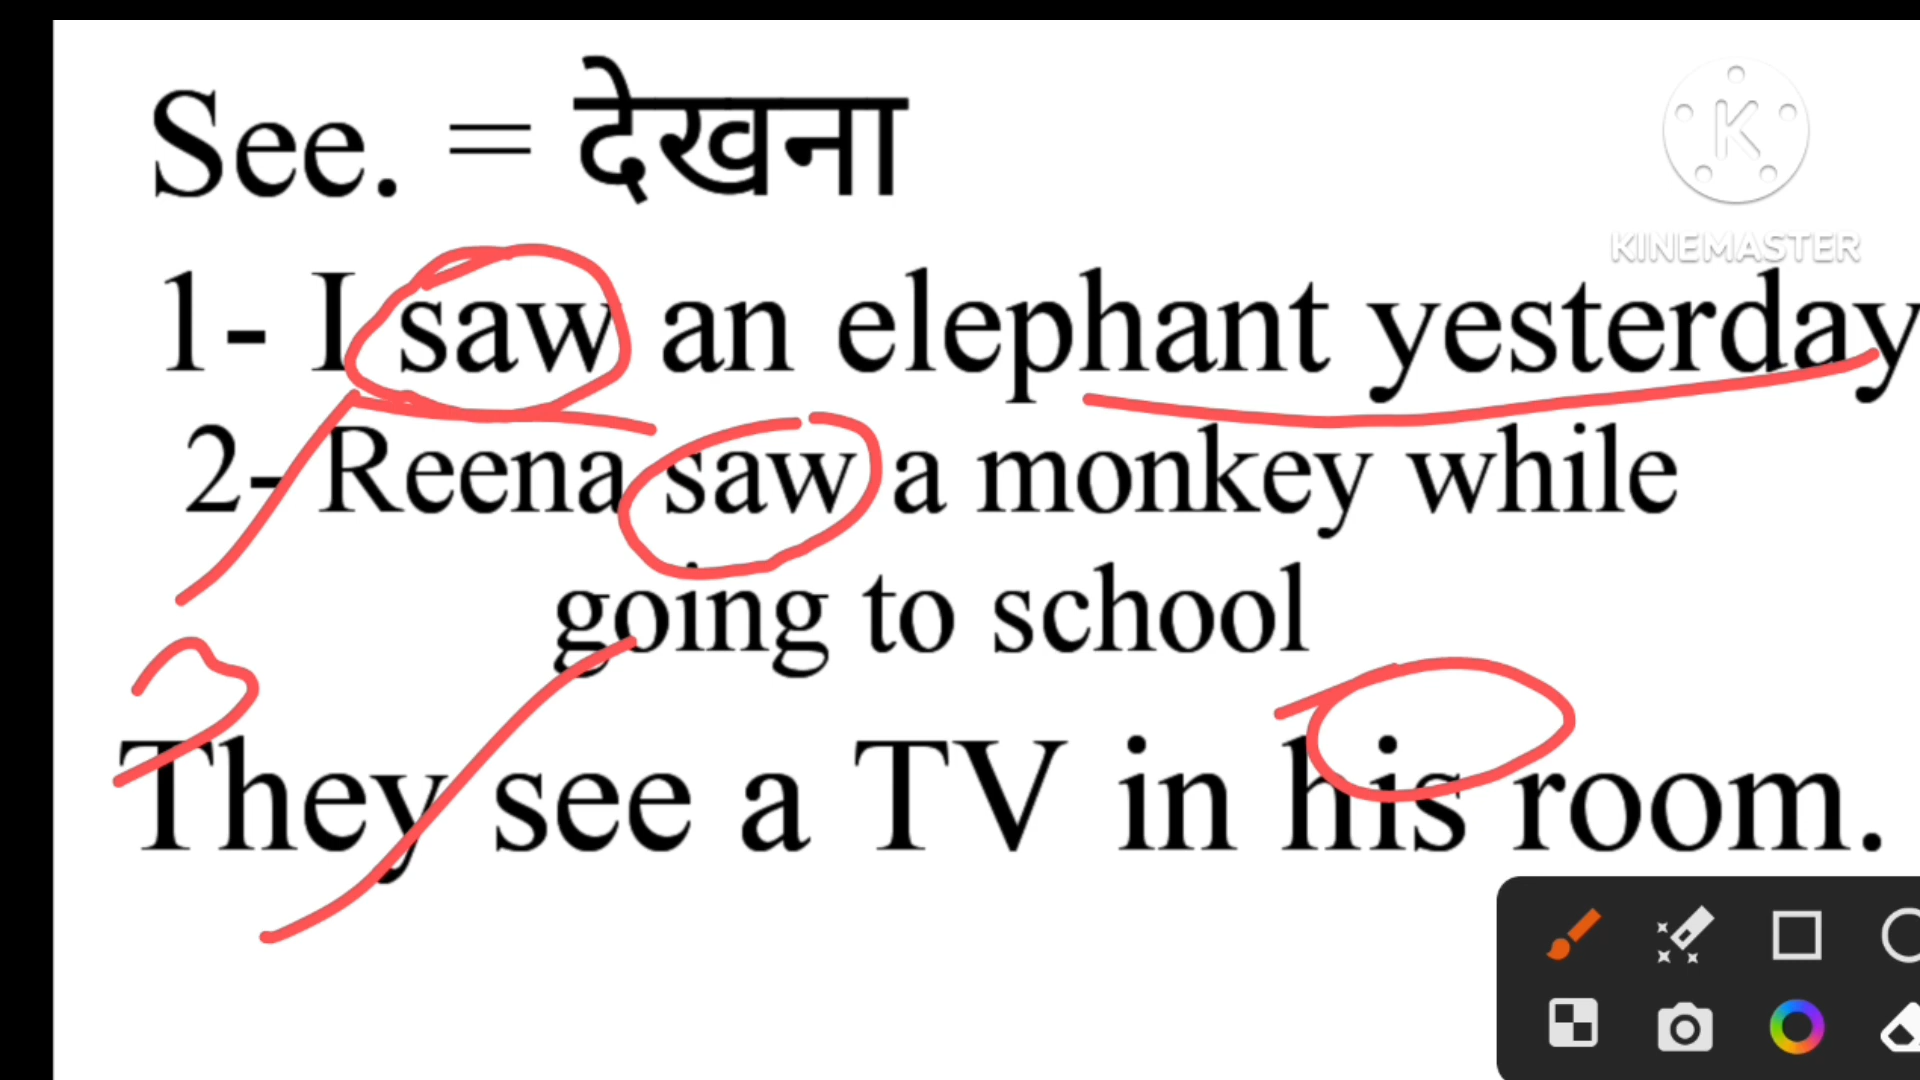 See. = देखना
KINEMASTER
1- I saw an elephant yesterday
2- Reena saw a monkey while
going to school
They see a TV in his room.